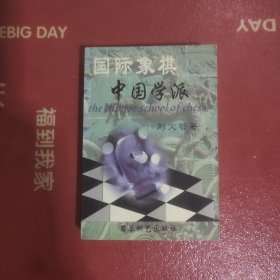 EBIG DAY
DAY
国际象棋
中国学派
the chinese school of chess
刘文哲著
福到我家
蜀蓉棋艺出版社